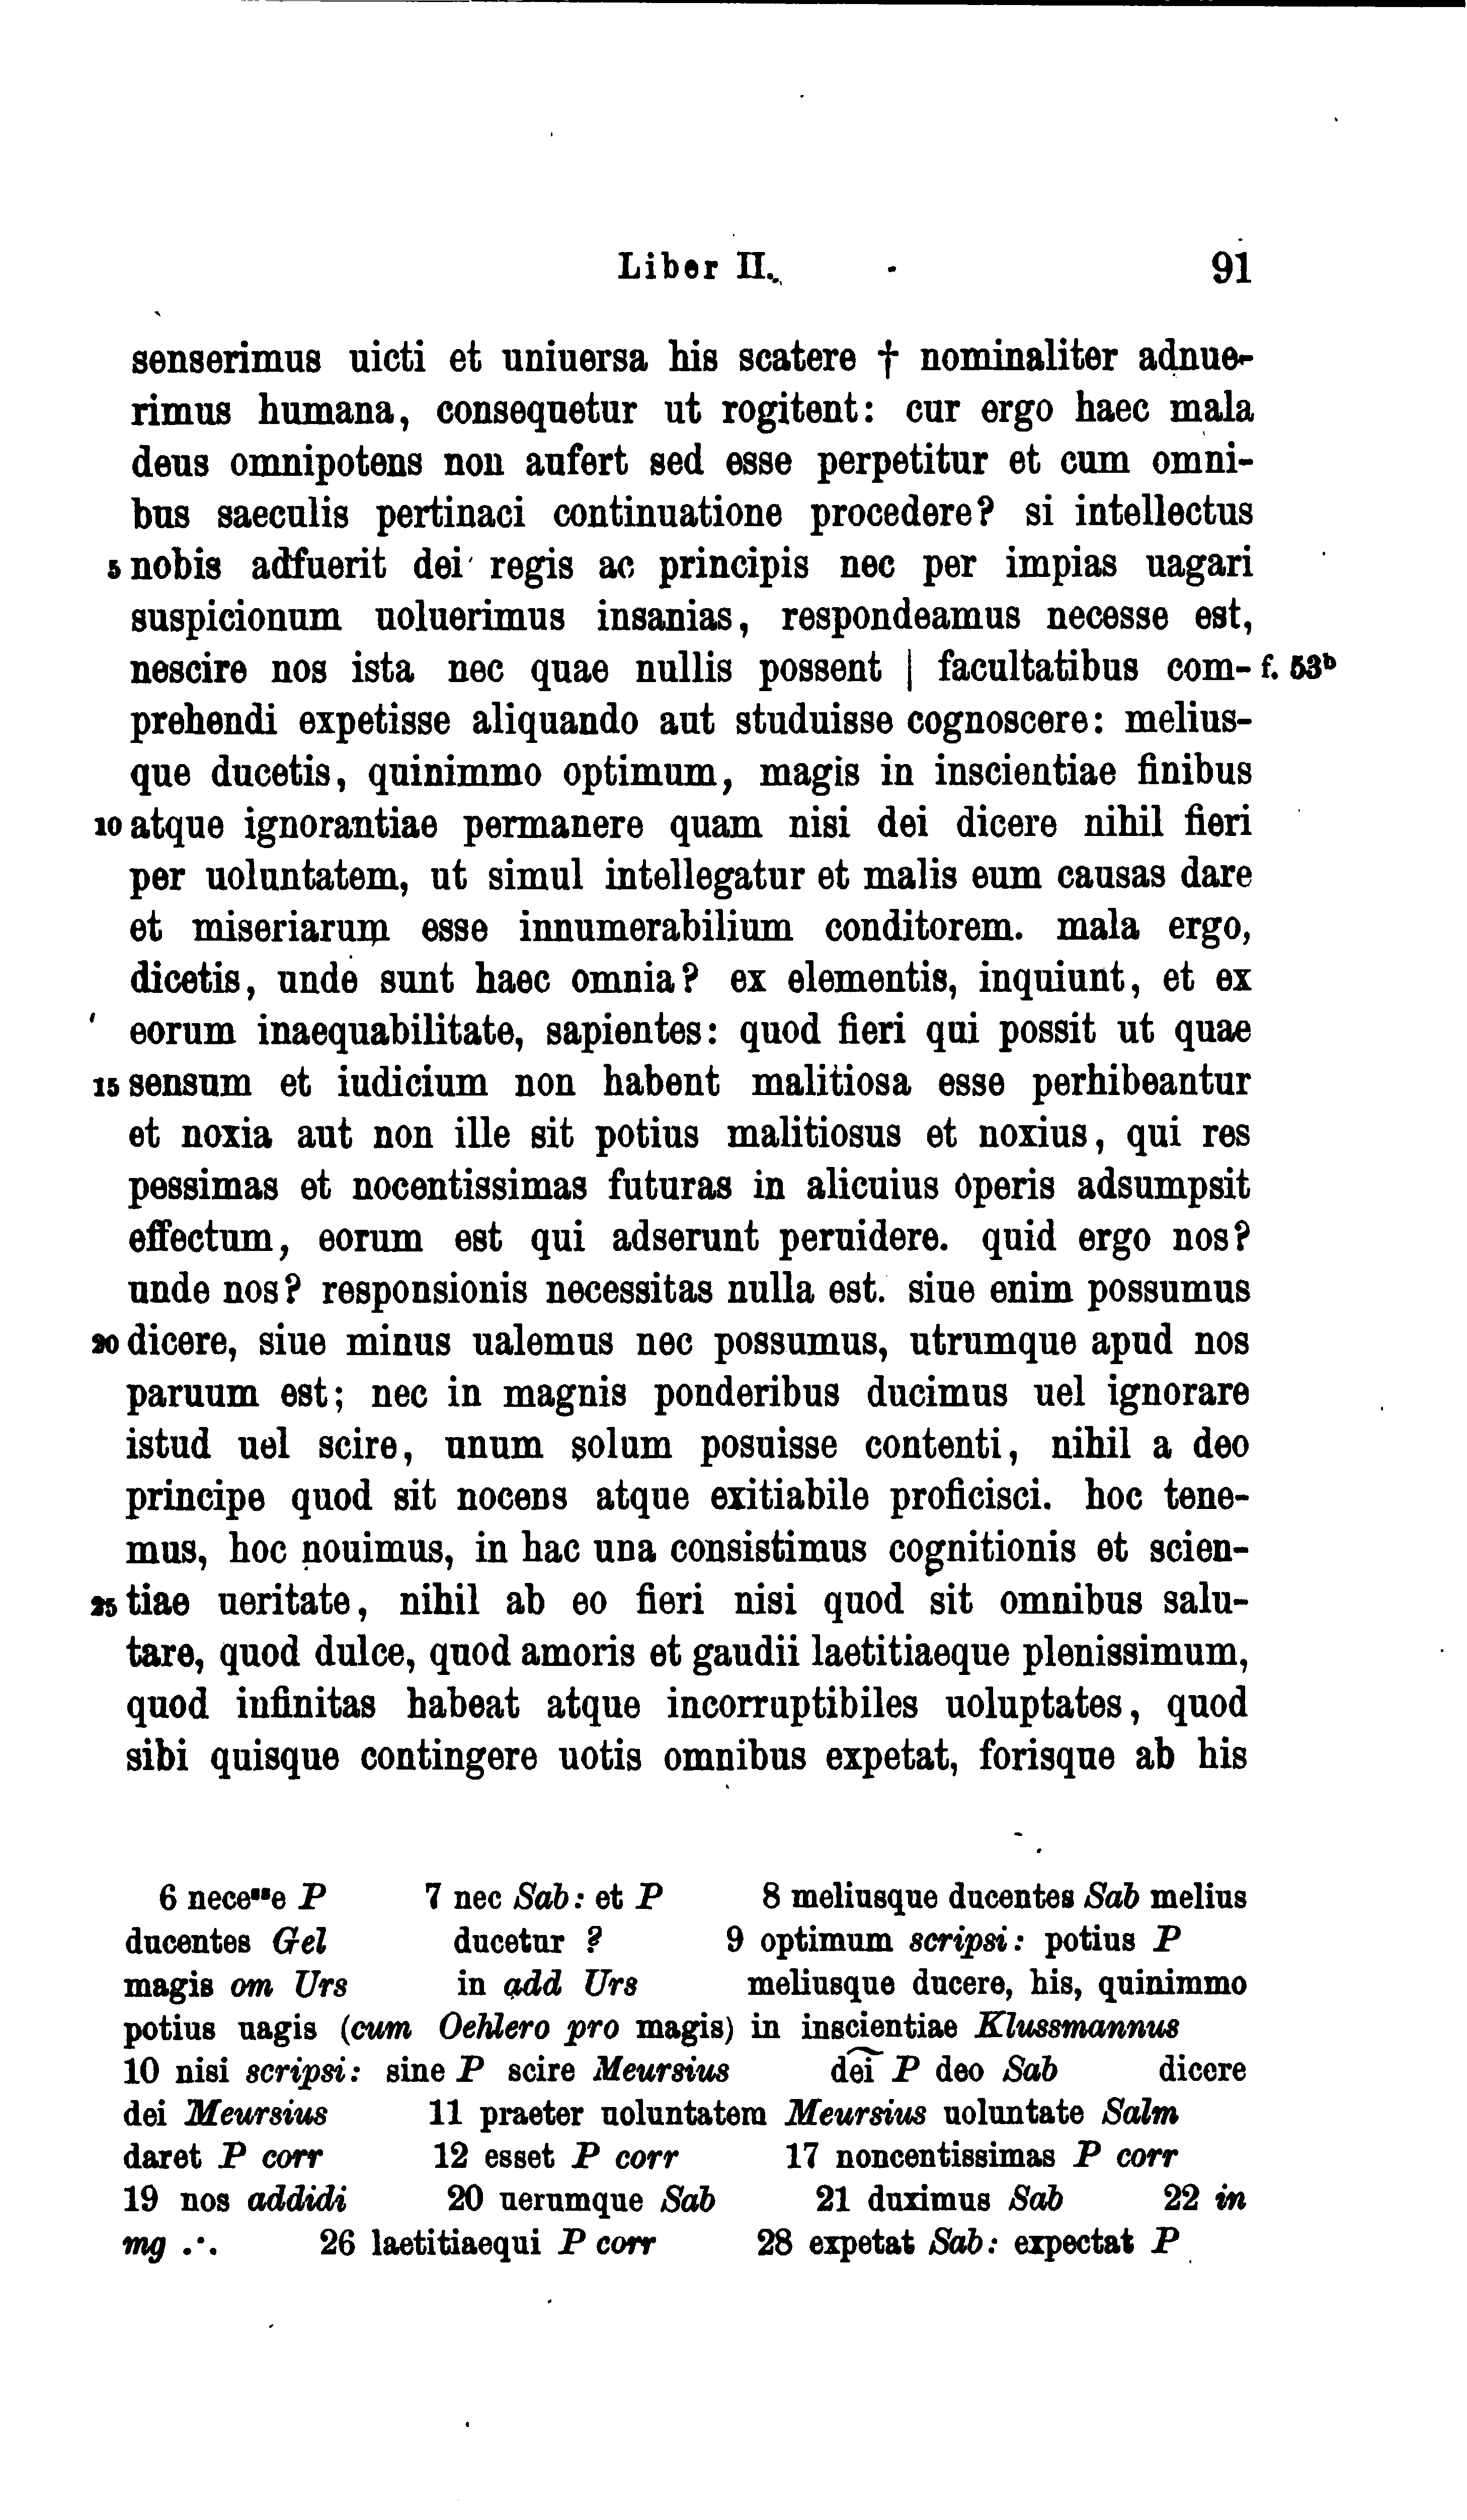 Liber II. 91
senserimus uicti et uniuersa his scatere † nominaliter adnue-
rimus humana, consequetur ut rogitent: cur ergo haec mala
deus omnipotens non aufert sed esse perpetitur et cum omni-
bus saeculis pertinaci continuatione procedere? si intellectus
5 nobis adfuerit dei regis ac principis nec per impias uagari
suspicionum uoluerimus insanias, respondeamus necesse est,
nescire nos ista nec quae nullis possent | facultatibus com- f. 53b
prehendi expetisse aliquando aut studuisse cognoscere: melius-
que ducetis, quinimmo optimum, magis in inscientiae finibus
10 atque ignorantiae permanere quam nisi dei dicere nihil fieri
per uoluntatem, ut simul intellegatur et malis eum causas dare
et miseriarum esse innumerabilium conditorem. mala ergo,
dicetis, unde sunt haec omnia? ex elementis, inquiunt, et ex
eorum inaequabilitate, sapientes: quod fieri qui possit ut quae
15 sensum et iudicium non habent malitiosa esse perhibeantur
et noxia aut non ille sit potius malitiosus et noxius, qui res
pessimas et nocentissimas futuras in alicuius operis adsumpsit
effectum, eorum est qui adserunt peruidere. quid ergo nos?
unde nos? responsionis necessitas nulla est. siue enim possumus
20 dicere, siue minus ualemus nec possumus, utrumque apud nos
paruum est; nec in magnis ponderibus ducimus uel ignorare
istud uel scire, unum solum posuisse contenti, nihil a deo
principe quod sit nocens atque exitiabile proficisci. hoc tene-
mus, hoc nouimus, in hac una consistimus cognitionis et scien-
25 tiae ueritate, nihil ab eo fieri nisi quod sit omnibus salu-
tare, quod dulce, quod amoris et gaudii laetitiaeque plenissimum,
quod infinitas habeat atque incorruptibiles uoluptates, quod
sibi quisque contingere uotis omnibus expetat, forisque ab his
6 nece"e P 7 nec Sab: et P 8 meliusque ducentes Sab melius
ducentes Gel ducetur ? 9 optimum scripsi: potius P
magis om Urs in add Urs meliusque ducere, his, quinimmo
potius uagis (cum Oehlero pro magis) in inscientiae Klussmannus
10 nisi scripsi: sine P scire Meursius dei P deo Sab dicere
dei Meursius 11 praeter uoluntatem Meursius uoluntate Salm
daret P corr 12 esset P corr 17 noncentissimas P corr
19 nos addidi 20 uerumque Sab 21 duximus Sab 22 in
mg .·. 26 laetitiaequi P corr 28 expetat Sab: expectat P